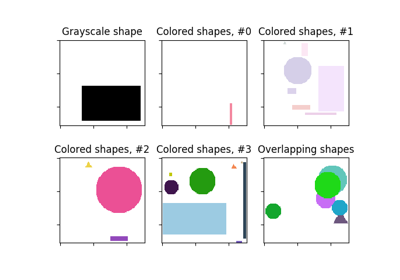 Grayscale shape
Colored shapes, #0
Colored shapes, #1
Colored shapes, #2
Colored shapes, #3
Overlapping shapes